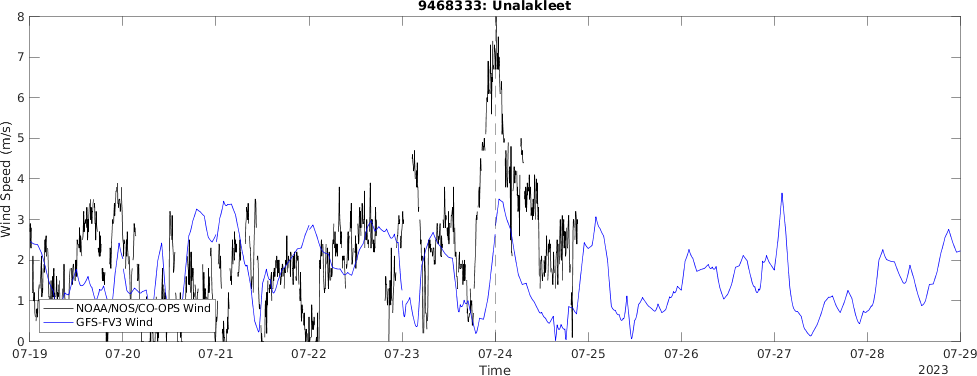 9468333: Unalakleet
Wind Speed (m/s)
8
7
6
5
4
3
2
1
0
NOAA/NOS/CO-OPS Wind
GFS-FV3 Wind
07-19 07-20 07-21 07-22 07-23 07-24 07-25 07-26 07-27 07-28 07-29
Time
2023